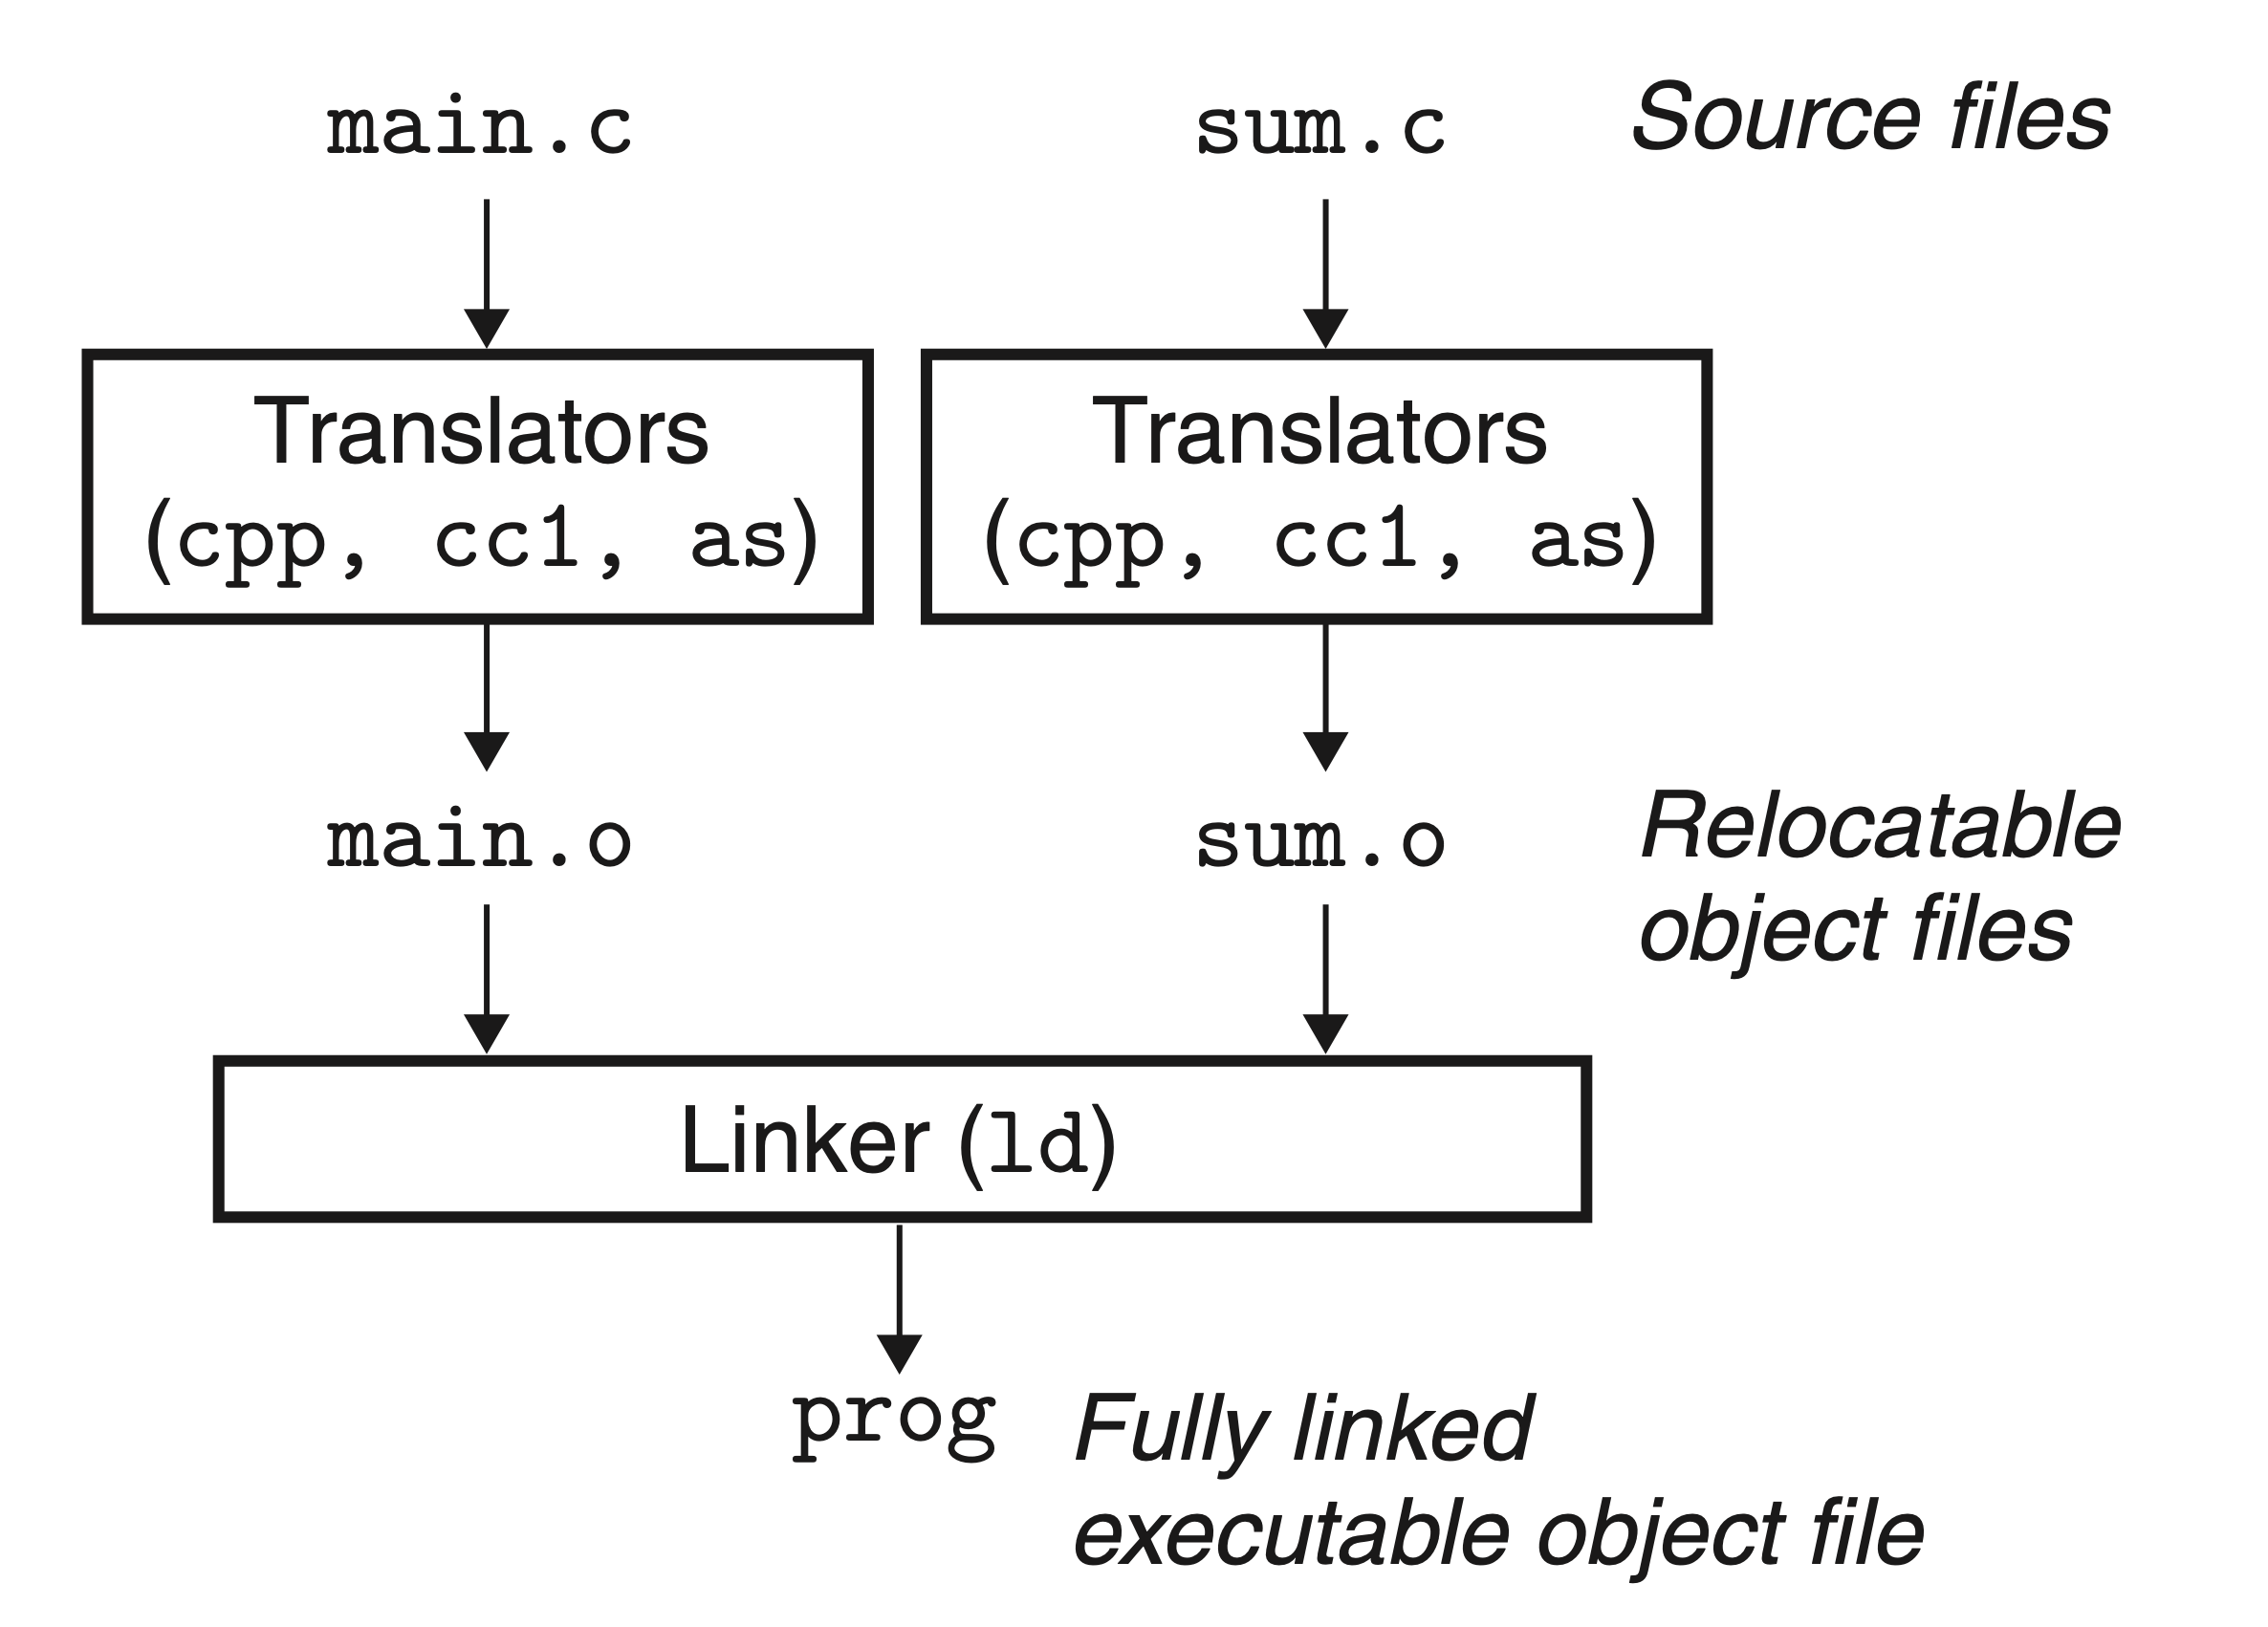 main.c
sum.c
Source files
Translators
(cpp, cc1, as)
Translators
(cpp, cc1, as)
main.o
sum.o
Relocatable
object files
Linker (ld)
prog
Fully linked
executable object file